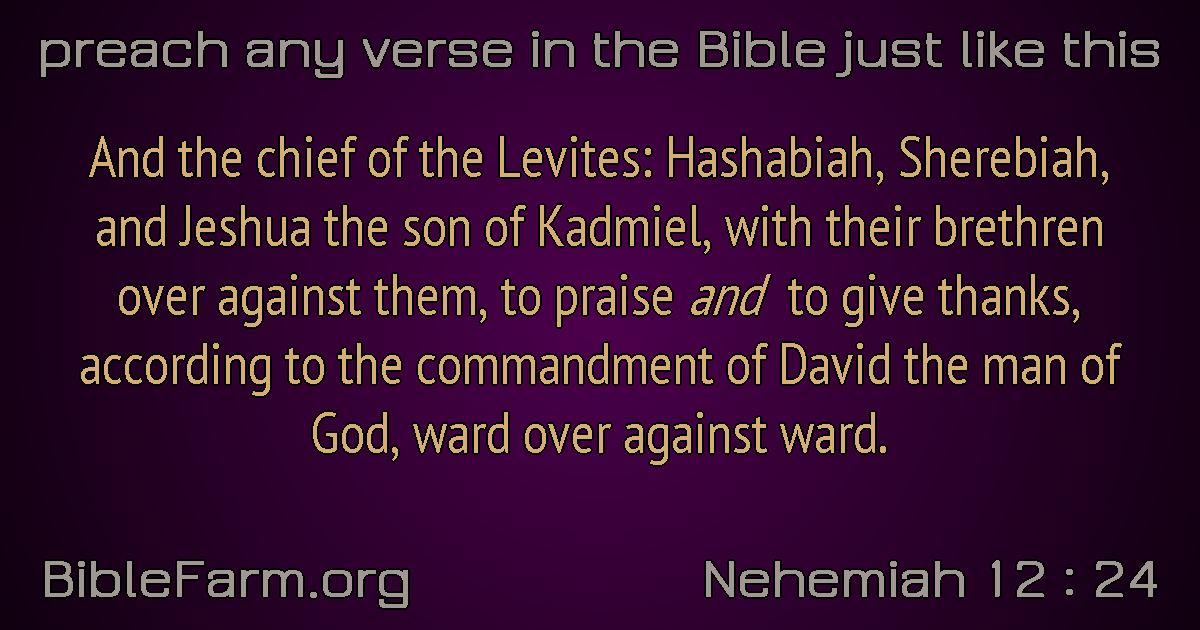 preach any verse in the Bible just like this
And the chief of the Levites: Hashabiah, Sherebiah,
and Jeshua the son of Kadmiel, with their brethren
over against them, to praise and to give thanks,
according to the commandment of David the man of
God, ward over against ward.
BibleFarm.org
Nehemiah 12 : 24